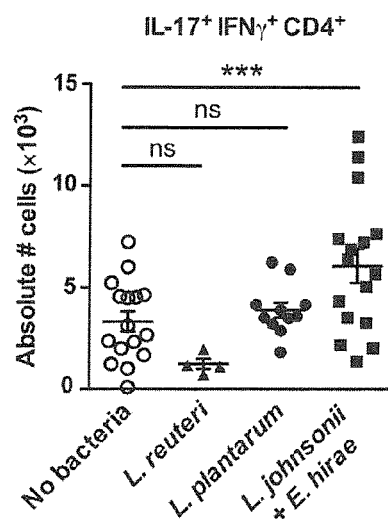 IL-17⁺ IFNγ⁺ CD4⁺
***
ns
ns
Absolute # cells (×10³)
15
10
5
0
No bacteria
L. reuteri
L. plantarum
L. johnsonii
+ E. hirae